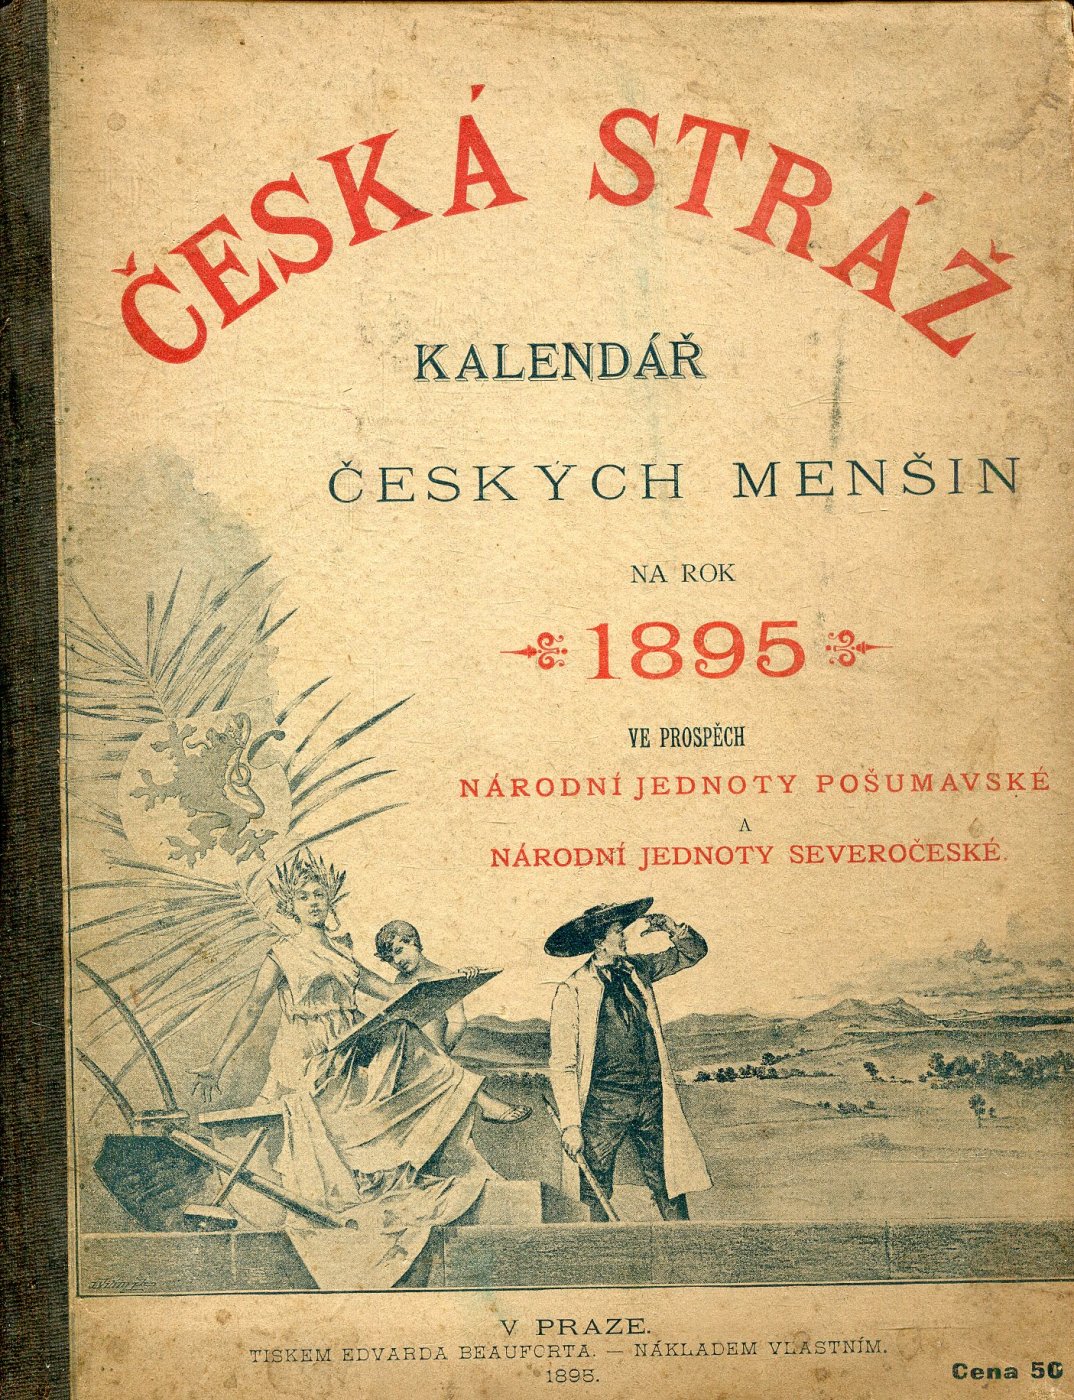 ČESKÁ STRÁŽ
KALENDÁŘ
ČESKÝCH MENŠIN
NA ROK
1895
VE PROSPĚCH
NÁRODNÍ JEDNOTY POŠUMAVSKÉ
A
NÁRODNÍ JEDNOTY SEVEROČESKÉ.
V PRAZE.
TISKEM EDVARDA BEAUFORTA. — NÁKLADEM VLASTNÍM.
1895.
Cena 50